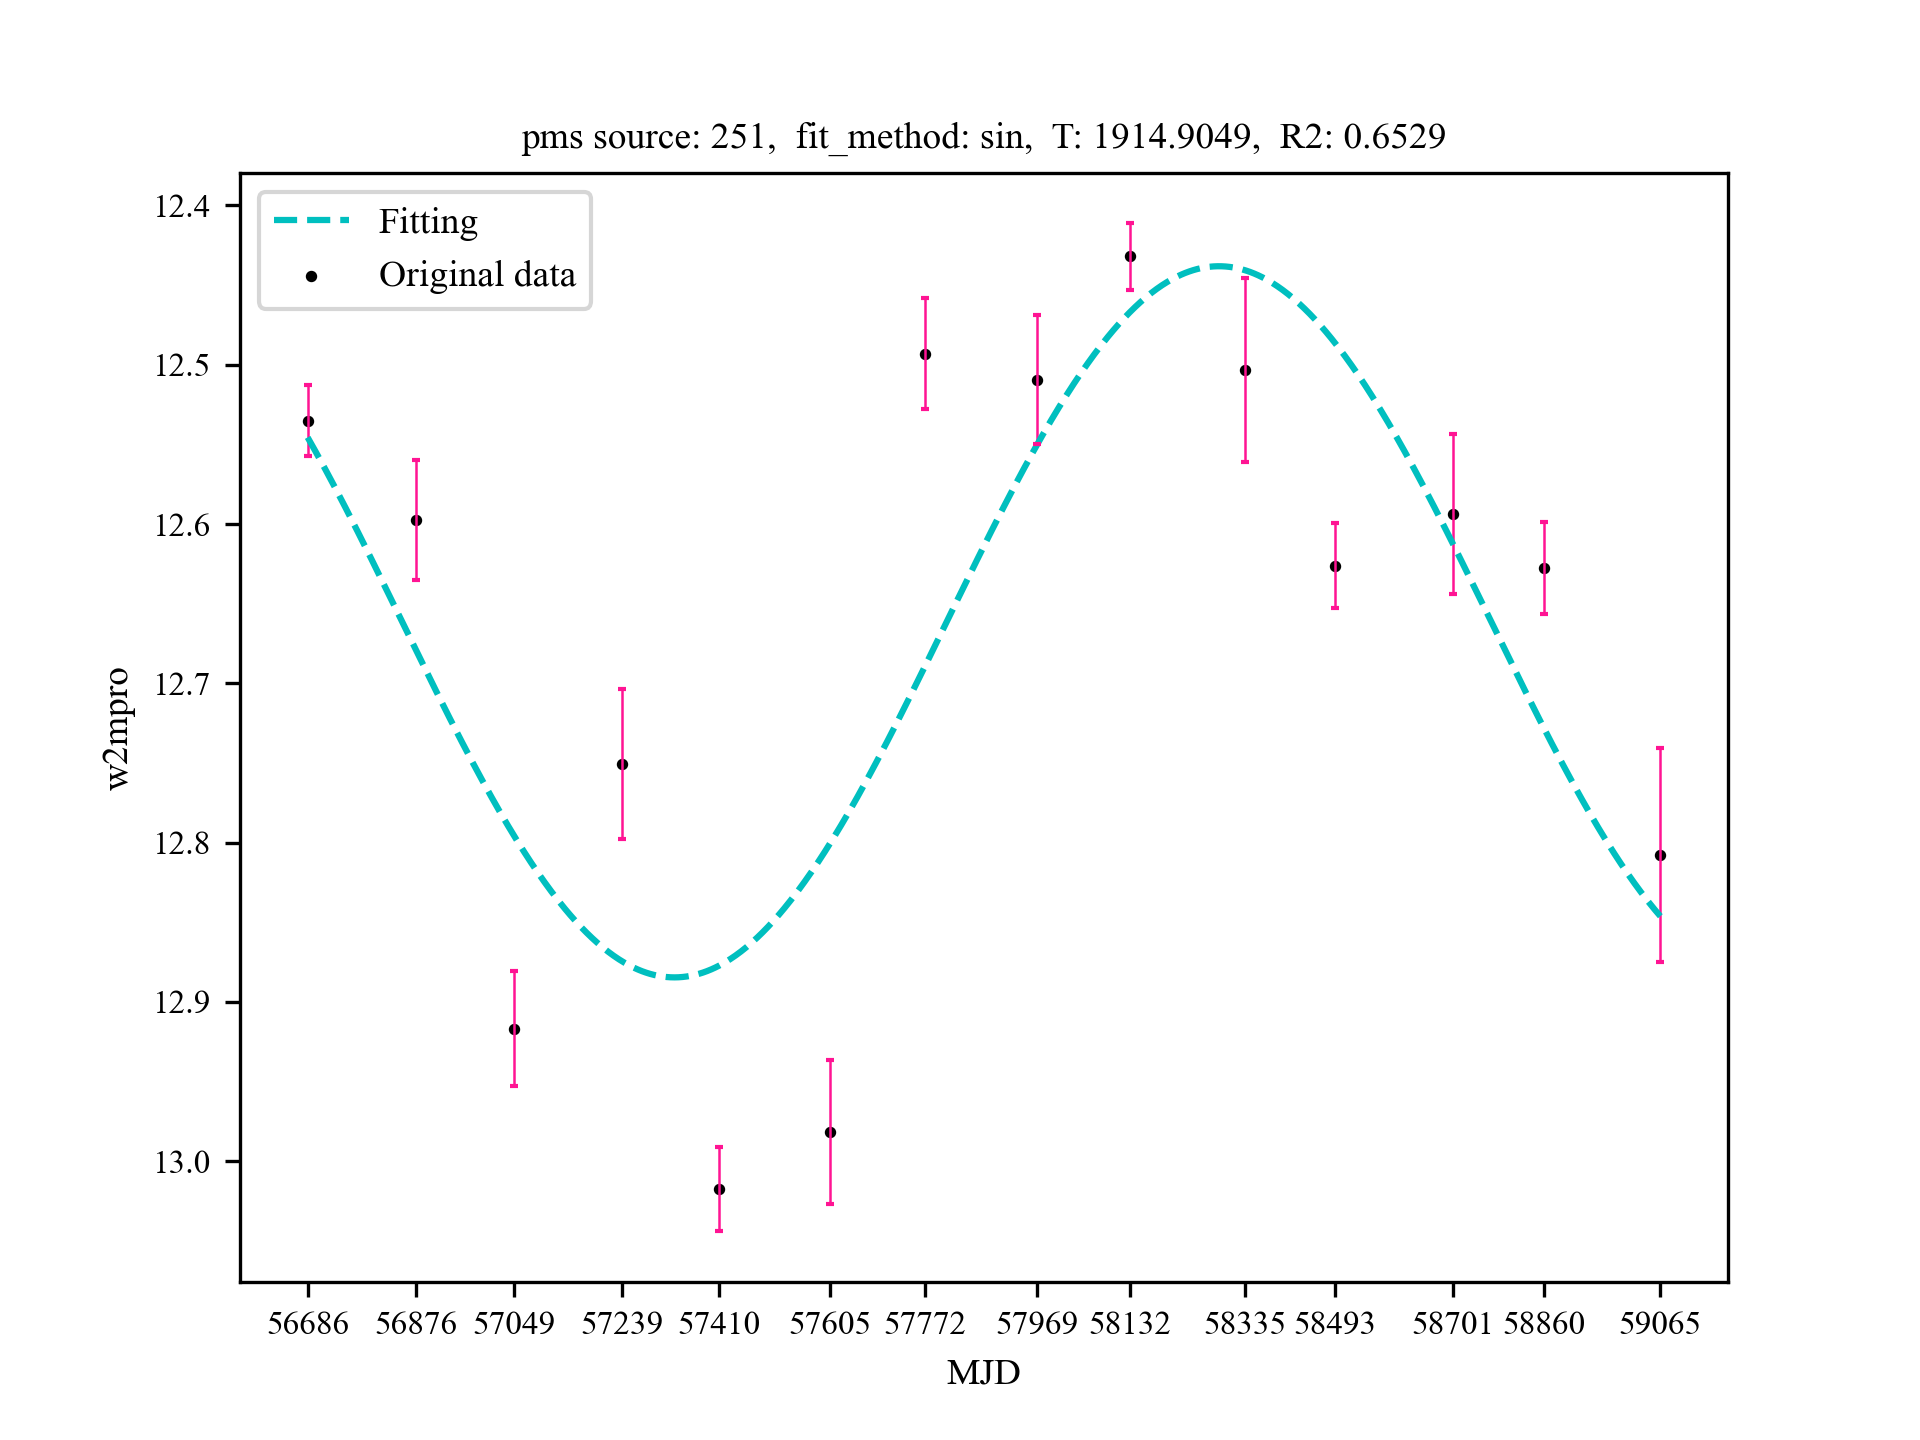 pms source: 251,  fit_method: sin,  T: 1914.9049,  R2: 0.6529
Fitting
Original data
12.4
12.5
12.6
12.7
12.8
12.9
13.0
w2mpro
56686 56876 57049 57239 57410 57605 57772 57969 58132 58335 58493 58701 58860 59065
MJD